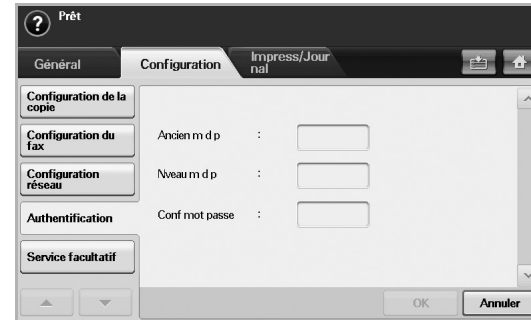 ? Prêt
Général
Configuration
Impress/Jour
nal
Configuration de la
copie
Configuration du
fax
Configuration
réseau
Authentification
Service facultatif
Ancien m d p :
Nveau m d p :
Conf mot passe :
OK
Annuler